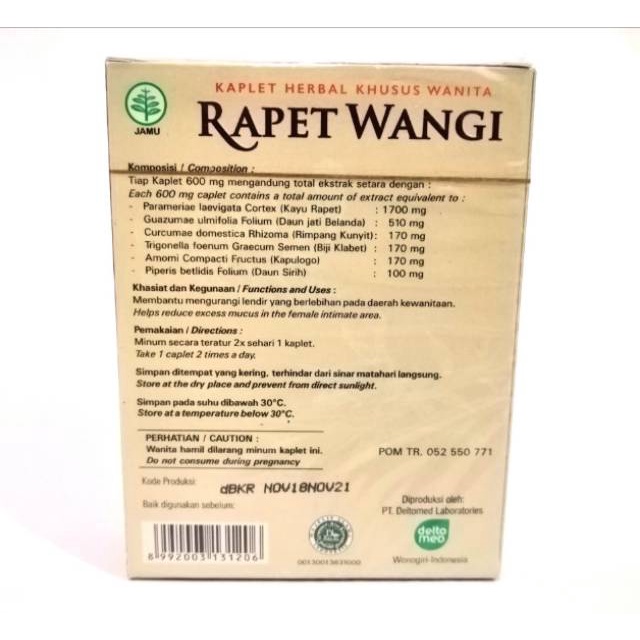 KAPLET HERBAL KHUSUS WANITA
RAPET WANGI
JAMU
Komposisi / Composition :
Tiap Kaplet 600 mg mengandung total ekstrak setara dengan :
Each 600 mg caplet contains a total amount of extract equivalent to :
- Parameriae laevigata Cortex (Kayu Rapet) : 1700 mg
- Guazumae ulmifolia Folium (Daun jati Belanda) : 510 mg
- Curcumae domestica Rhizoma (Rimpang Kunyit) : 170 mg
- Trigonella foenum Graecum Semen (Biji Klabet) : 170 mg
- Amomi Compacti Fructus (Kapulogo) : 170 mg
- Piperis betlidis Folium (Daun Sirih) : 100 mg
Khasiat dan Kegunaan / Functions and Uses :
Membantu mengurangi lendir yang berlebihan pada daerah kewanitaan.
Helps reduce excess mucus in the female intimate area.
Pemakaian / Directions :
Minum secara teratur 2x sehari 1 kaplet.
Take 1 caplet 2 times a day.
Simpan ditempat yang kering, terhindar dari sinar matahari langsung.
Store at the dry place and prevent from direct sunlight.
Simpan pada suhu dibawah 30°C.
Store at a temperature below 30°C.
PERHATIAN / CAUTION :
Wanita hamil dilarang minum kaplet ini.
Do not consume during pregnancy
POM TR. 052 550 771
Kode Produksi:
dBKR NOV18NOV21
Baik digunakan sebelum:
Diproduksi oleh:
PT. Deltomed Laboratories
delto
med
Wonogiri-Indonesia
8 992003 131206